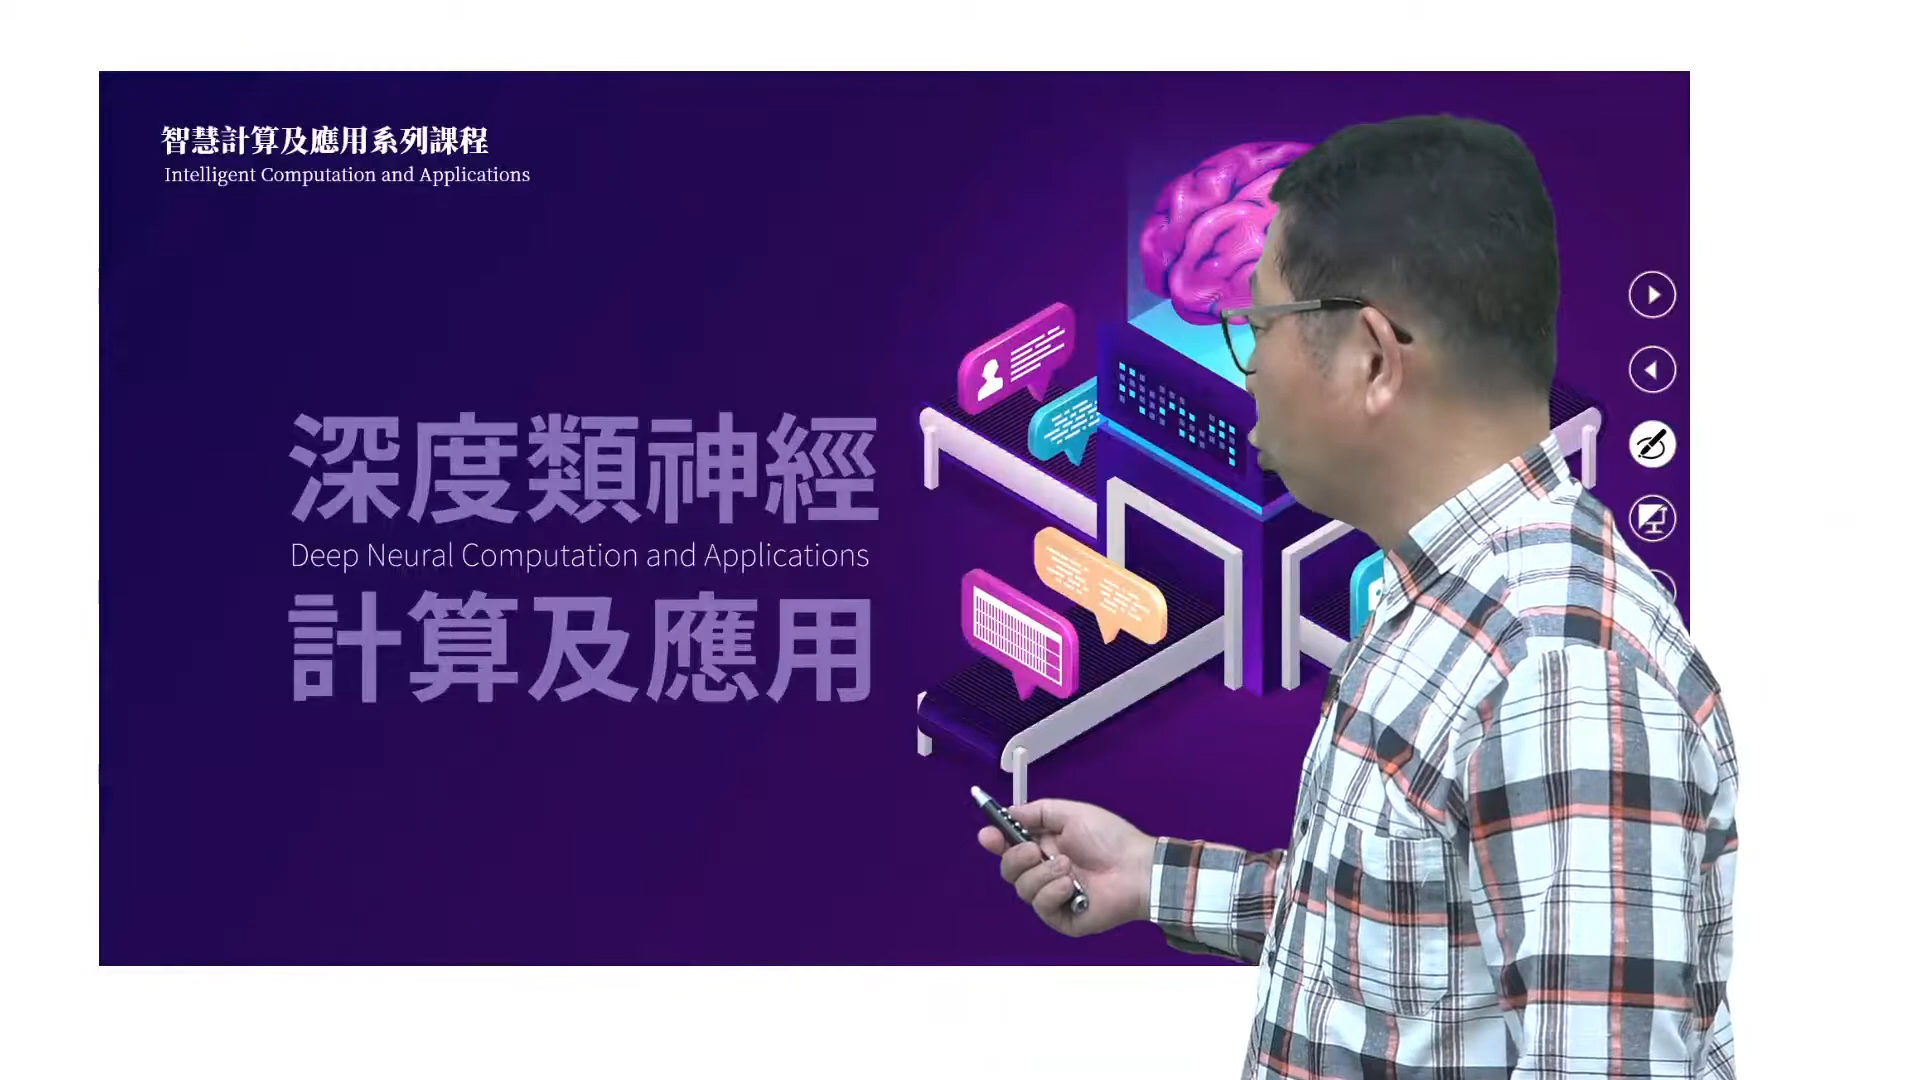 智慧計算及應用系列課程
Intelligent Computation and Applications
深度類神經
Deep Neural Computation and Applications
計算及應用